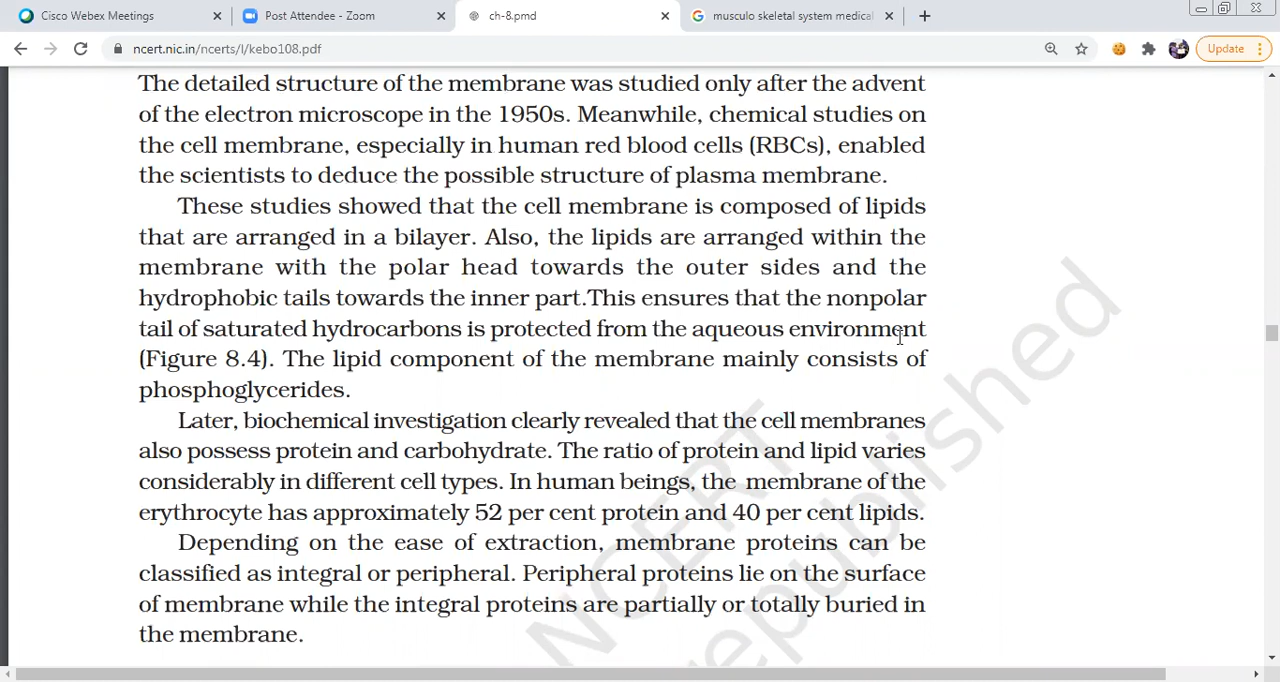 Cisco Webex Meetings
Post Attendee - Zoom
ch-8.pmd
musculo skeletal system medical
ncert.nic.in/ncerts/l/kebo108.pdf
Update
The detailed structure of the membrane was studied only after the advent
of the electron microscope in the 1950s. Meanwhile, chemical studies on
the cell membrane, especially in human red blood cells (RBCs), enabled
the scientists to deduce the possible structure of plasma membrane.
These studies showed that the cell membrane is composed of lipids
that are arranged in a bilayer. Also, the lipids are arranged within the
membrane with the polar head towards the outer sides and the
hydrophobic tails towards the inner part.This ensures that the nonpolar
tail of saturated hydrocarbons is protected from the aqueous environment
(Figure 8.4). The lipid component of the membrane mainly consists of
phosphoglycerides.
Later, biochemical investigation clearly revealed that the cell membranes
also possess protein and carbohydrate. The ratio of protein and lipid varies
considerably in different cell types. In human beings, the membrane of the
erythrocyte has approximately 52 per cent protein and 40 per cent lipids.
Depending on the ease of extraction, membrane proteins can be
classified as integral or peripheral. Peripheral proteins lie on the surface
of membrane while the integral proteins are partially or totally buried in
the membrane.
NCERT
republished